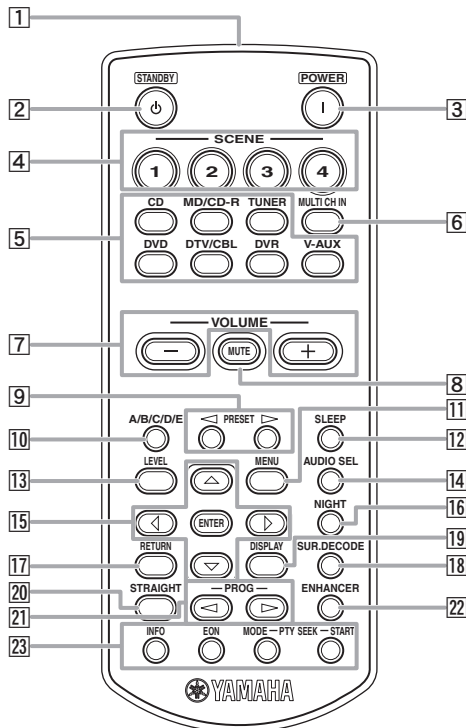 1
STANDBY POWER
2 3
SCENE
4 1 2 3 4
CD MD/CD-R TUNER MULTI CH IN
5 6
DVD DTV/CBL DVR V-AUX
VOLUME
7 MUTE
8
9 11
A/B/C/D/E PRESET SLEEP
10 12
LEVEL MENU AUDIO SEL
13 14
15 ENTER NIGHT 16
RETURN DISPLAY SUR.DECODE 19
17 18
20 STRAIGHT PROG ENHANCER
21 22
INFO EON MODE PTY SEEK START
23
YAMAHA